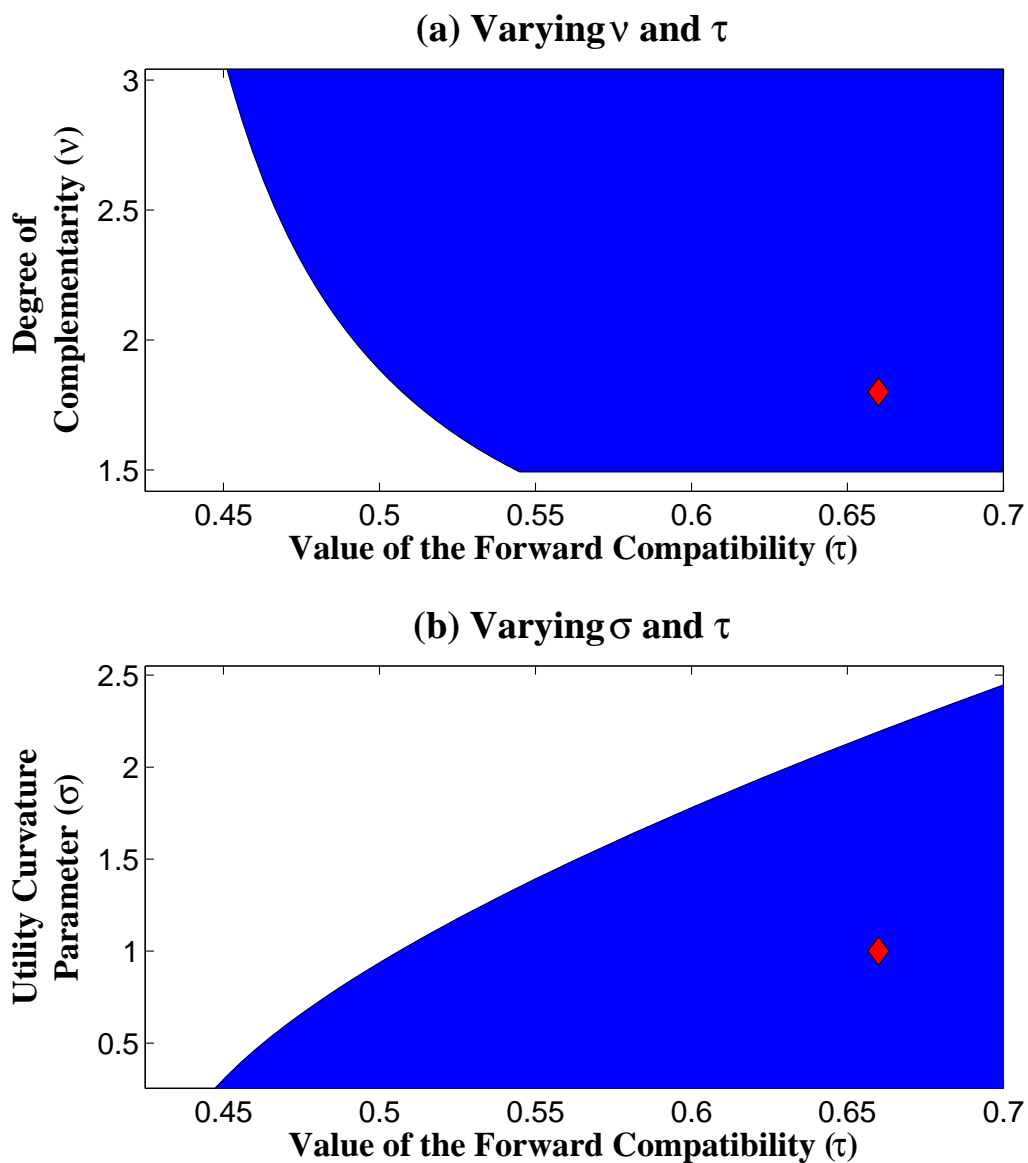 (a) Varying ν and τ
3
2.5
2
1.5
Degree of
Complementarity (ν)
0.45 0.5 0.55 0.6 0.65 0.7
Value of the Forward Compatibility (τ)
(b) Varying σ and τ
2.5
2
1.5
1
0.5
Utility Curvature
Parameter (σ)
0.45 0.5 0.55 0.6 0.65 0.7
Value of the Forward Compatibility (τ)